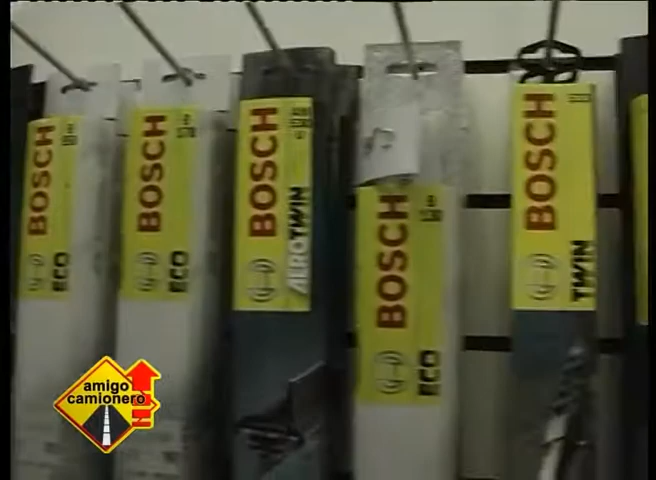 BOSCH
ECO
BOSCH
ECO
BOSCH
AEROTWIN
BOSCH
ECO
BOSCH
TWIN
amigo
camionero